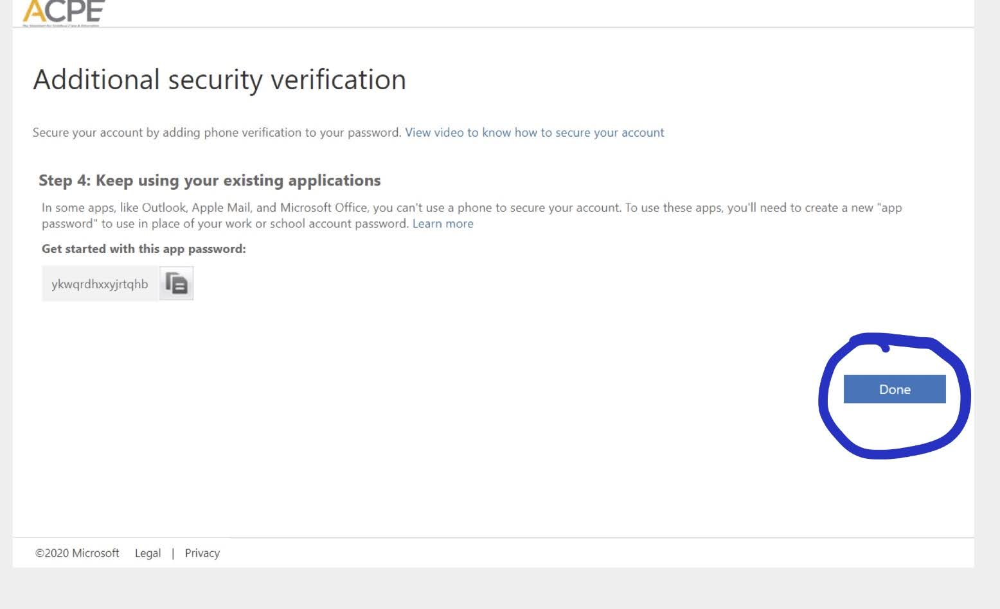 ACPE
Additional security verification
Secure your account by adding phone verification to your password. View video to know how to secure your account
Step 4: Keep using your existing applications
In some apps, like Outlook, Apple Mail, and Microsoft Office, you can't use a phone to secure your account. To use these apps, you'll need to create a new "app
password" to use in place of your work or school account password. Learn more
Get started with this app password:
ykwqrdhxxyjrtqhb
Done
©2020 Microsoft Legal | Privacy